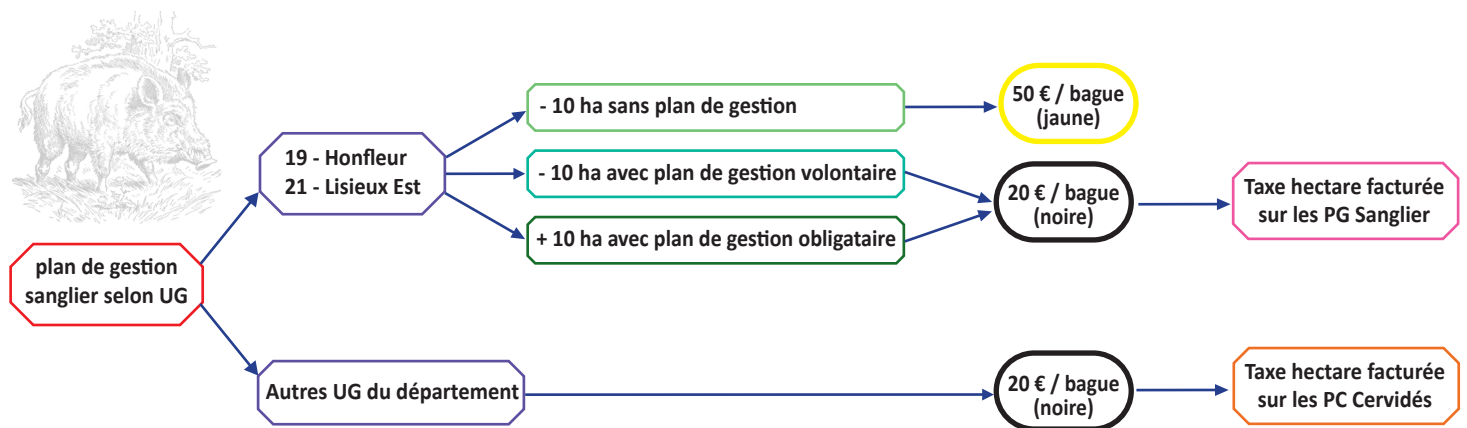 plan de gestion
sanglier selon UG
19 - Honfleur
21 - Lisieux Est
- 10 ha sans plan de gestion
50 € / bague
(jaune)
- 10 ha avec plan de gestion volontaire
+ 10 ha avec plan de gestion obligataire
20 € / bague
(noire)
Taxe hectare facturée
sur les PG Sanglier
Autres UG du département
20 € / bague
(noire)
Taxe hectare facturée
sur les PC Cervidés